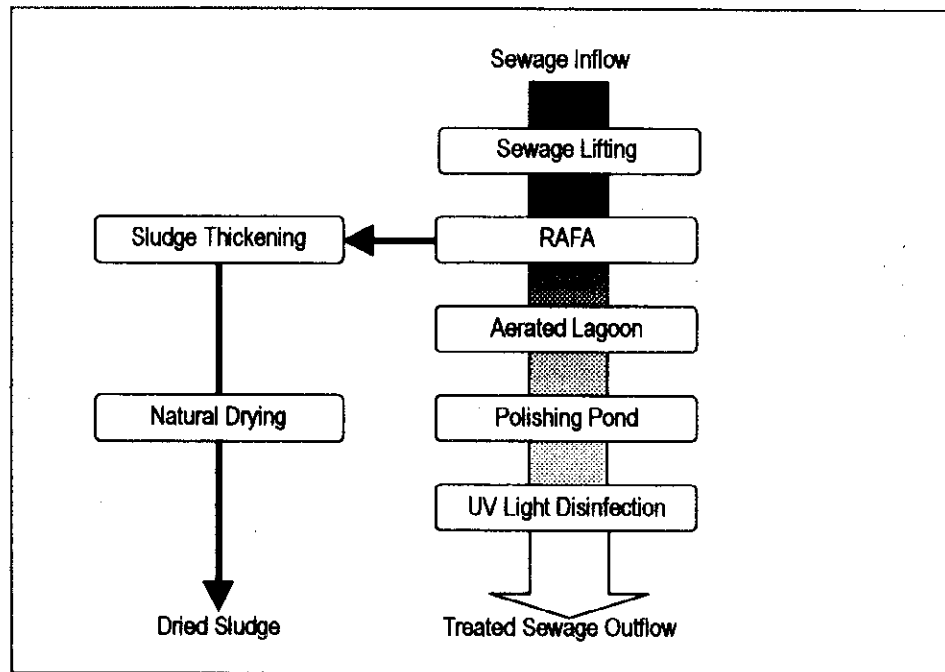 Sewage Inflow
Sewage Lifting
Sludge Thickening
RAFA
Aerated Lagoon
Natural Drying
Polishing Pond
UV Light Disinfection
Dried Sludge
Treated Sewage Outflow